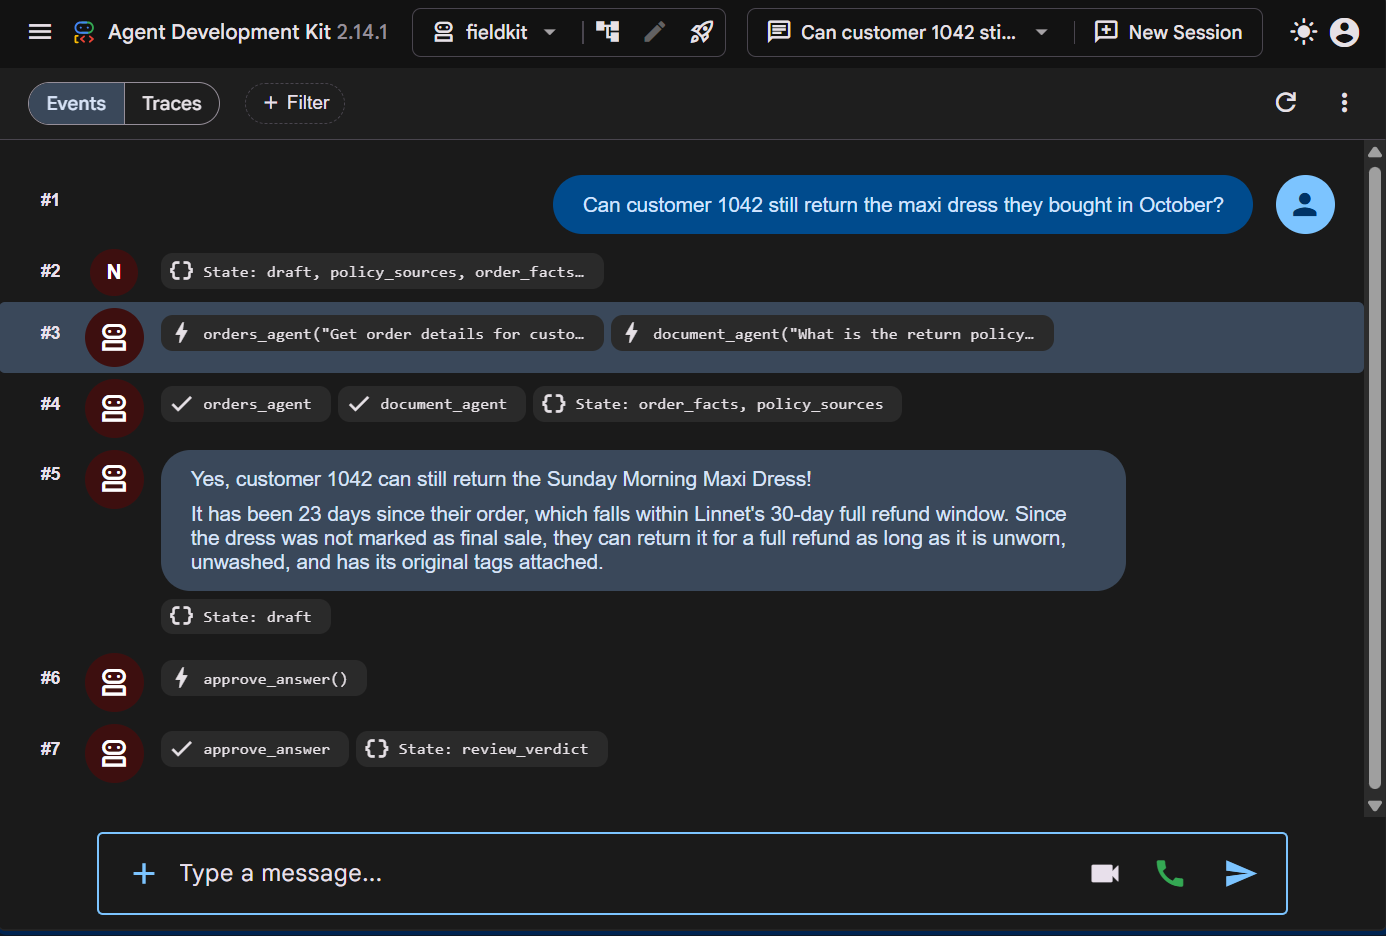 Agent Development Kit 2.14.1
fieldkit
Can customer 1042 sti...
New Session
Events
Traces
+ Filter
#1
Can customer 1042 still return the maxi dress they bought in October?
#2
N
{} State: draft, policy_sources, order_facts…
#3
orders_agent("Get order details for custo…
document_agent("What is the return policy…
#4
orders_agent
document_agent
{} State: order_facts, policy_sources
#5
Yes, customer 1042 can still return the Sunday Morning Maxi Dress!
It has been 23 days since their order, which falls within Linnet's 30-day full refund window. Since
the dress was not marked as final sale, they can return it for a full refund as long as it is unworn,
unwashed, and has its original tags attached.
{} State: draft
#6
approve_answer()
#7
approve_answer
{} State: review_verdict
Type a message...